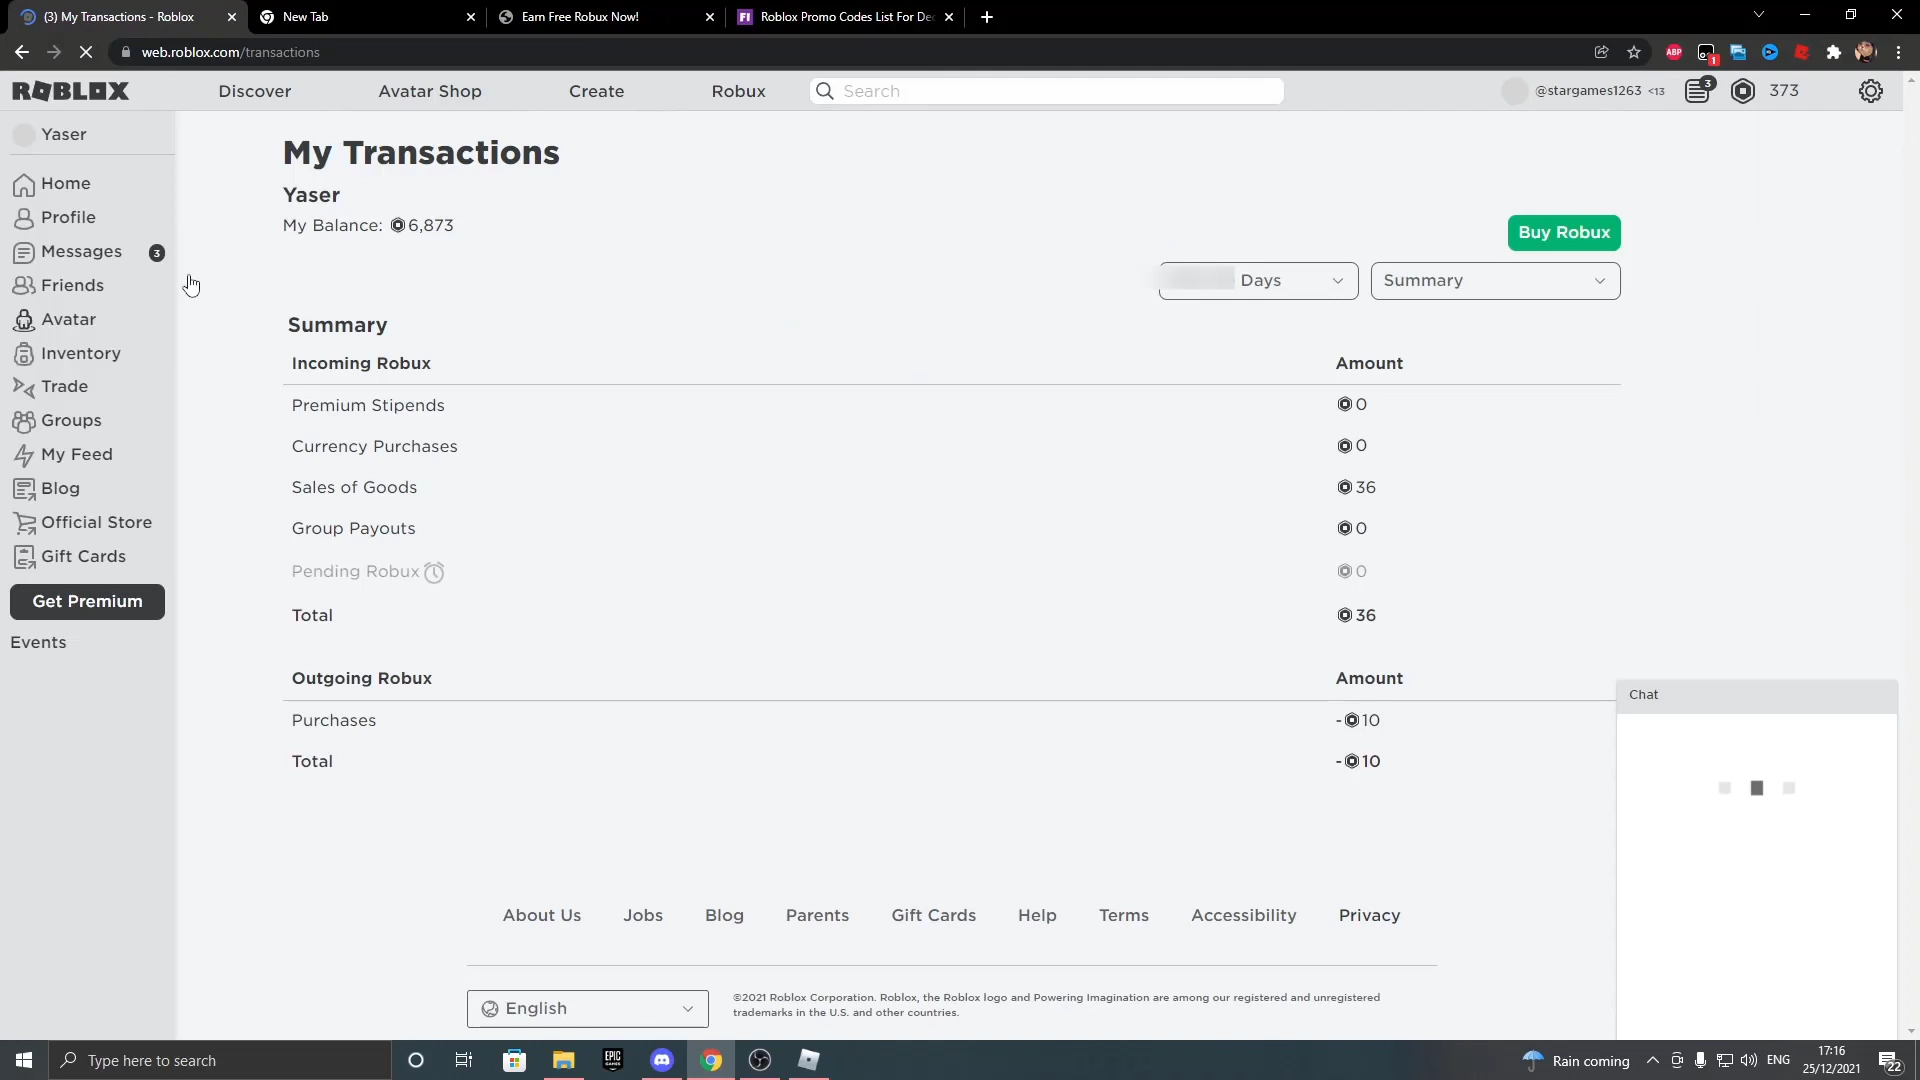 (3) My Transactions - Roblox
New Tab
Earn Free Robux Now!
FI Roblox Promo Codes List For De
web.roblox.com/transactions
ABP
1
ROBLOX
Discover
Avatar Shop
Create
Robux
Search
@stargames1263 <13
3
373
Yaser
Home
Profile
Messages 3
Friends
Avatar
Inventory
Trade
Groups
My Feed
Blog
Official Store
Gift Cards
Get Premium
Events
My Transactions
Yaser
My Balance: 6,873
Buy Robux
Days
Summary
Summary
Incoming Robux Amount
Premium Stipends 0
Currency Purchases 0
Sales of Goods 36
Group Payouts 0
Pending Robux 0
Total 36
Outgoing Robux Amount
Purchases -10
Total -10
Chat
About Us
Jobs
Blog
Parents
Gift Cards
Help
Terms
Accessibility
Privacy
English
©2021 Roblox Corporation. Roblox, the Roblox logo and Powering Imagination are among our registered and unregistered
trademarks in the U.S. and other countries.
Type here to search
EPIC
GAMES
Rain coming
ENG
17:16
25/12/2021
22